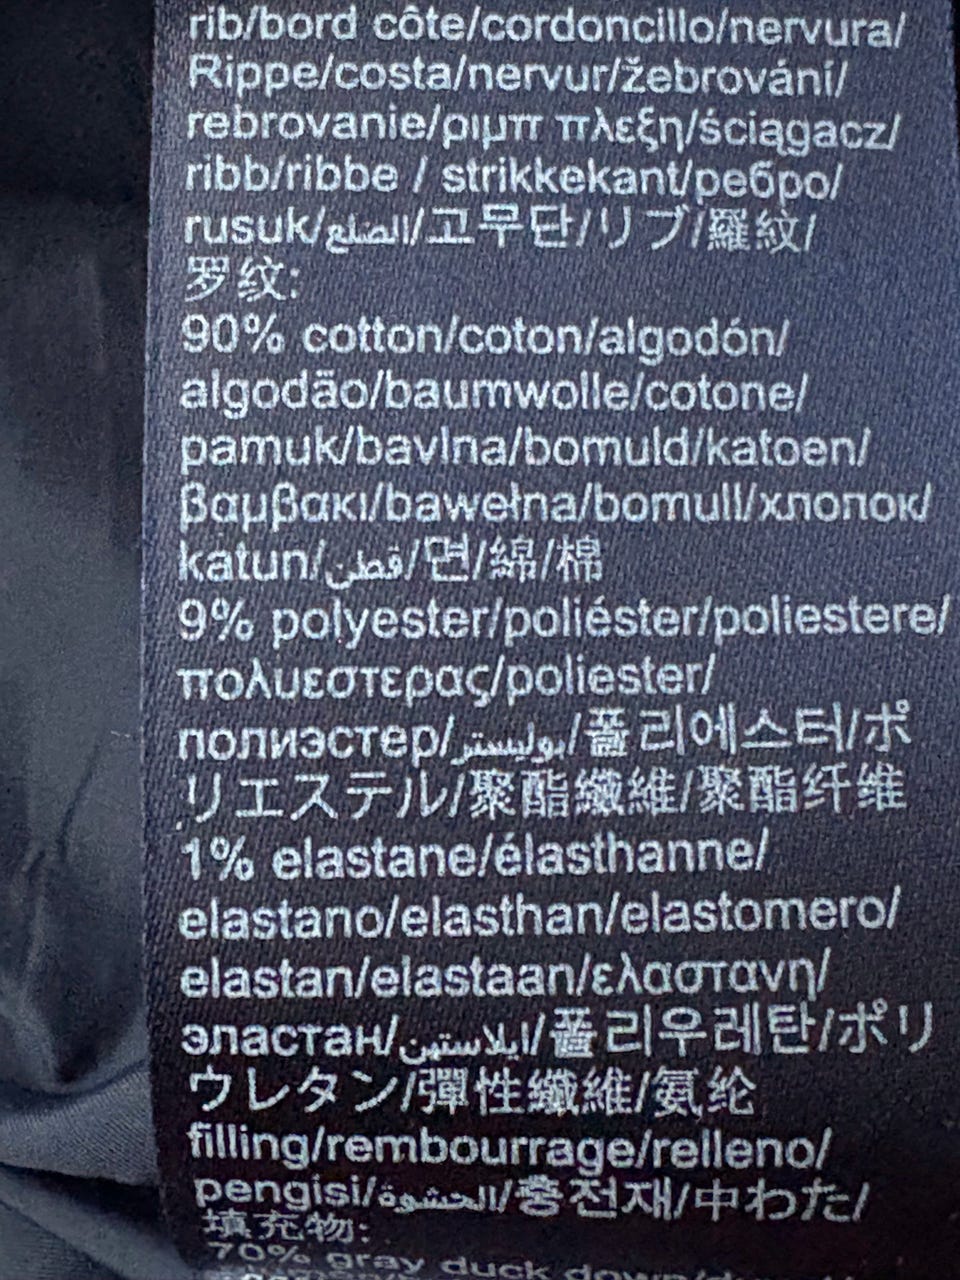 rib/bord côte/cordoncillo/nervura/
Rippe/costa/nervur/žebrování/
rebrovanie/ριμπ πλεξη/ściągacz/
ribb/ribbe / strikkekant/ребро/
rusuk/الضلع/고무단/リブ/羅紋/
罗纹:
90% cotton/coton/algodón/
algodão/baumwolle/cotone/
pamuk/bavlna/bomuld/katoen/
βαμβακι/bawełna/bomull/хлопок/
katun/قطن/면/綿/棉
9% polyester/poliéster/poliestere/
πολυεστερας/poliester/
полиэстер/بوليستر/폴리에스터/ポ
リエステル/聚酯纖維/聚酯纤维
1% elastane/élasthanne/
elastano/elasthan/elastomero/
elastan/elastaan/ελαστανη/
эластан/ايلاستين/폴리우레탄/ポリ
ウレタン/彈性纖維/氨纶
filling/rembourrage/relleno/
pengisi/الحشوة/충전재/中わた/
填充物:
70% gray duck down/